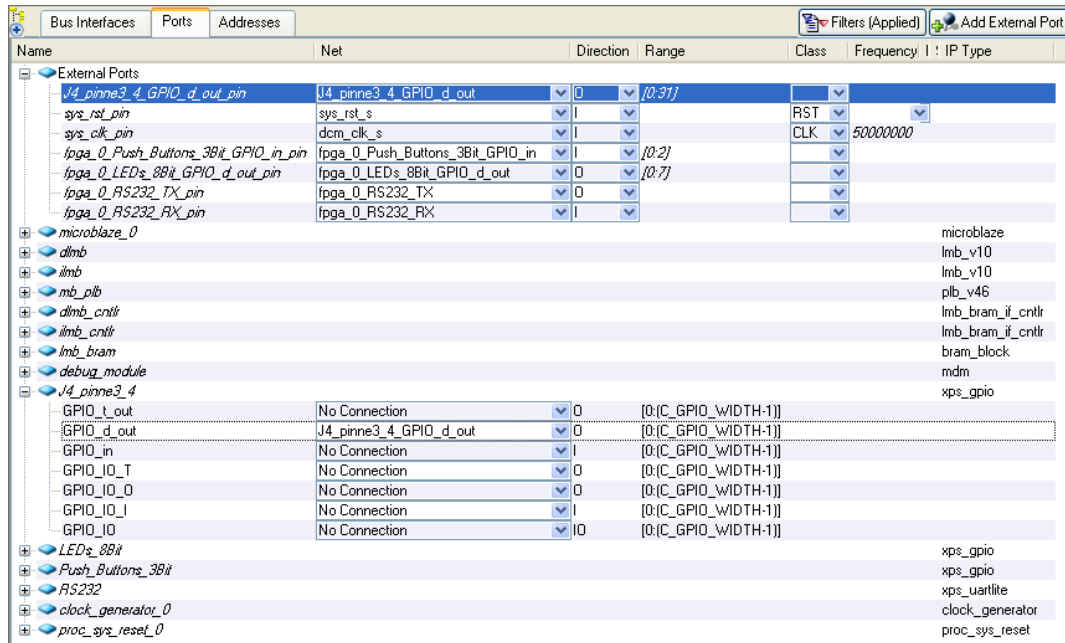 Bus Interfaces Ports Addresses Filters (Applied) Add External Port
Name Net Direction Range Class Frequency IP Type
External Ports
J4_pinne3_4_GPIO_d_out_pin J4_pinne3_4_GPIO_d_out O [0:31]
sys_rst_pin sys_rst_s I RST
sys_clk_pin dcm_clk_s I CLK 50000000
fpga_0_Push_Buttons_3Bit_GPIO_in_pin fpga_0_Push_Buttons_3Bit_GPIO_in I [0:2]
fpga_0_LEDs_8Bit_GPIO_d_out_pin fpga_0_LEDs_8Bit_GPIO_d_out O [0:7]
fpga_0_RS232_TX_pin fpga_0_RS232_TX O
fpga_0_RS232_RX_pin fpga_0_RS232_RX I
microblaze_0 microblaze
dlmb lmb_v10
ilmb lmb_v10
mb_plb plb_v46
dlmb_cntlr lmb_bram_if_cntlr
ilmb_cntlr lmb_bram_if_cntlr
lmb_bram bram_block
debug_module mdm
J4_pinne3_4 xps_gpio
GPIO_t_out No Connection O [0:(C_GPIO_WIDTH-1)]
GPIO_d_out J4_pinne3_4_GPIO_d_out O [0:(C_GPIO_WIDTH-1)]
GPIO_in No Connection I [0:(C_GPIO_WIDTH-1)]
GPIO_IO_T No Connection O [0:(C_GPIO_WIDTH-1)]
GPIO_IO_O No Connection O [0:(C_GPIO_WIDTH-1)]
GPIO_IO_I No Connection I [0:(C_GPIO_WIDTH-1)]
GPIO_IO No Connection IO [0:(C_GPIO_WIDTH-1)]
LEDs_8Bit xps_gpio
Push_Buttons_3Bit xps_gpio
RS232 xps_uartlite
clock_generator_0 clock_generator
proc_sys_reset_0 proc_sys_reset